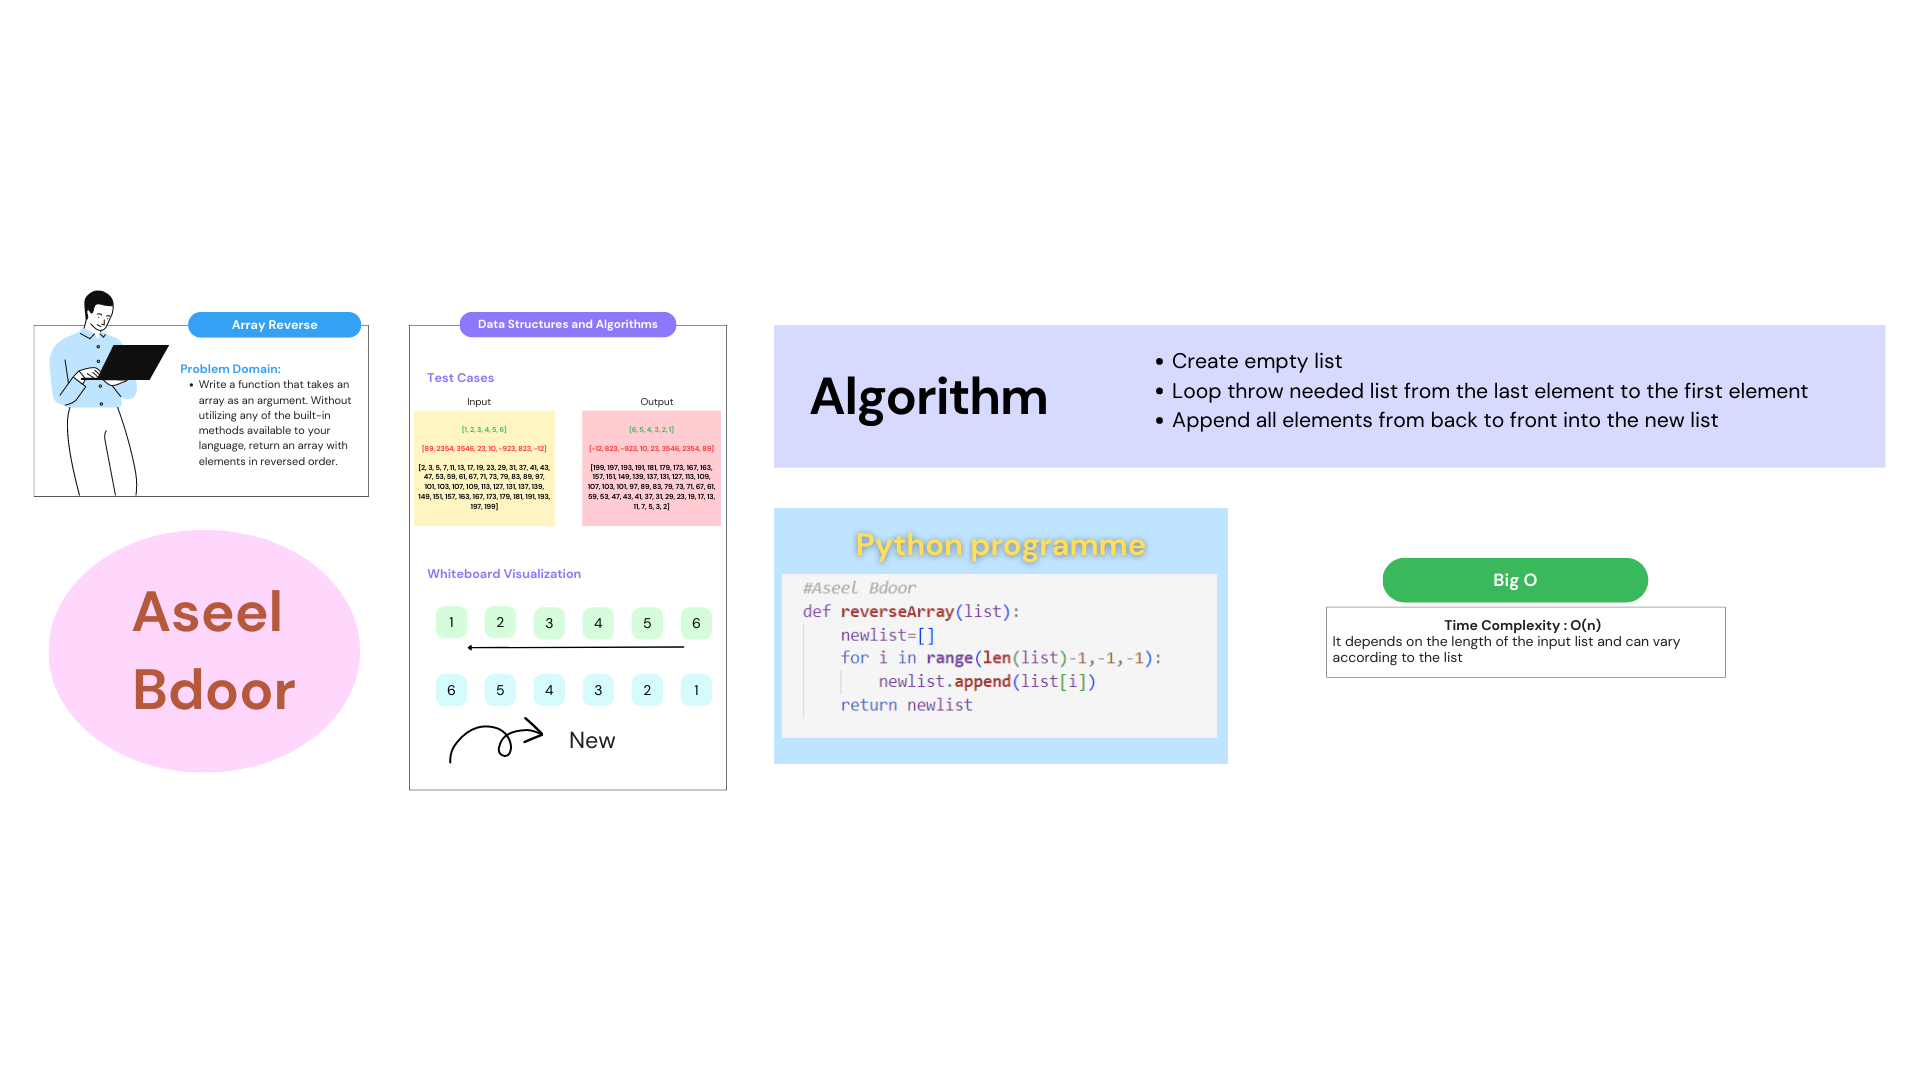 Array Reverse
Problem Domain:
• Write a function that takes an
array as an argument. Without
utilizing any of the built-in
methods available to your
language, return an array with
elements in reversed order.
Aseel
Bdoor
Data Structures and Algorithms
Test Cases
Input
[1, 2, 3, 4, 5, 6]
[89, 2354, 3546, 23, 10, -923, 823, -12]
[2, 3, 5, 7, 11, 13, 17, 19, 23, 29, 31, 37, 41, 43,
47, 53, 59, 61, 67, 71, 73, 79, 83, 89, 97,
101, 103, 107, 109, 113, 127, 131, 137, 139,
149, 151, 157, 163, 167, 173, 179, 181, 191, 193,
197, 199]
Output
[6, 5, 4, 3, 2, 1]
[-12, 823, -923, 10, 23, 3546, 2354, 89]
[199, 197, 193, 191, 181, 179, 173, 167, 163,
157, 151, 149, 139, 137, 131, 127, 113, 109,
107, 103, 101, 97, 89, 83, 79, 73, 71, 67, 61,
59, 53, 47, 43, 41, 37, 31, 29, 23, 19, 17, 13,
11, 7, 5, 3, 2]
Whiteboard Visualization
1 2 3 4 5 6
6 5 4 3 2 1
New
Algorithm
• Create empty list
• Loop throw needed list from the last element to the first element
• Append all elements from back to front into the new list
Python programme
#Aseel Bdoor
def reverseArray(list):
    newlist=[]
    for i in range(len(list)-1,-1,-1):
        newlist.append(list[i])
    return newlist
Big O
Time Complexity : O(n)
It depends on the length of the input list and can vary
according to the list